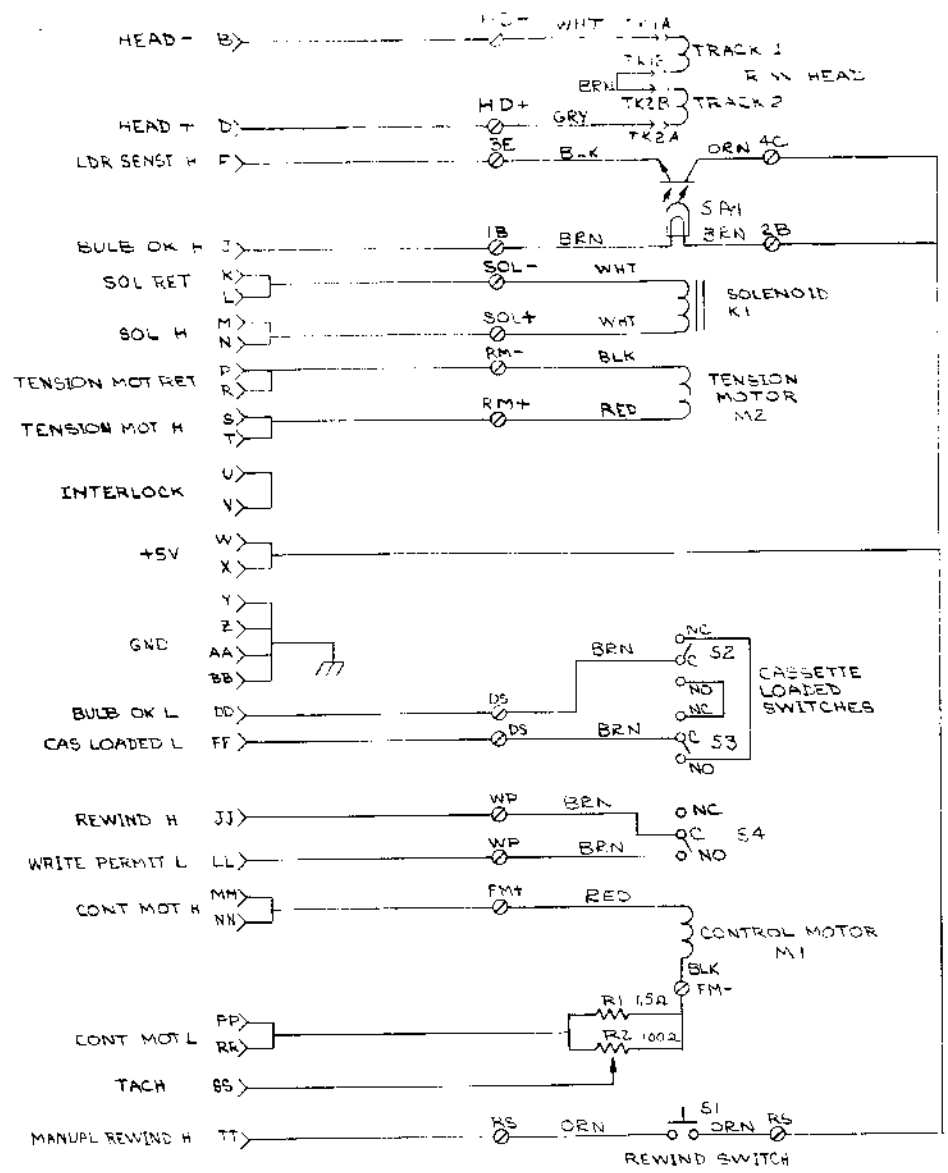 HEAD- B WHT
TRACK 1
BRN R/W HEAD
TK2B TRACK 2
HEAD + D HD+ GRY TK2A
LDR SENSE H F 3E BLK ORN 4C
BULB OK H J 1B BRN BRN 2B
SOL RET K L SOL- WHT
SOLENOID
K1
SOL H M N SOL+ WHT
TENSION MOT RET P R RM- BLK
TENSION
MOTOR
M2
TENSION MOT H S T RM+ RED
INTERLOCK U V
+5V W X
GND Y Z AA BB
NC
BRN C S2
NO
CASSETTE
LOADED
SWITCHES
NC
BULB OK L DD DS
CAS LOADED L FF DS BRN C S3
NO
REWIND H JJ WP BRN NC
C S4
WRITE PERMIT L LL WP BRN NO
CONT MOT H MM NN FM+ RED
CONTROL MOTOR
M1
BLK
FM-
R1 1.5Ω
CONT MOT L PP RR R2 100Ω
TACH SS
MANUAL REWIND H TT RS ORN S1 ORN RS
REWIND SWITCH